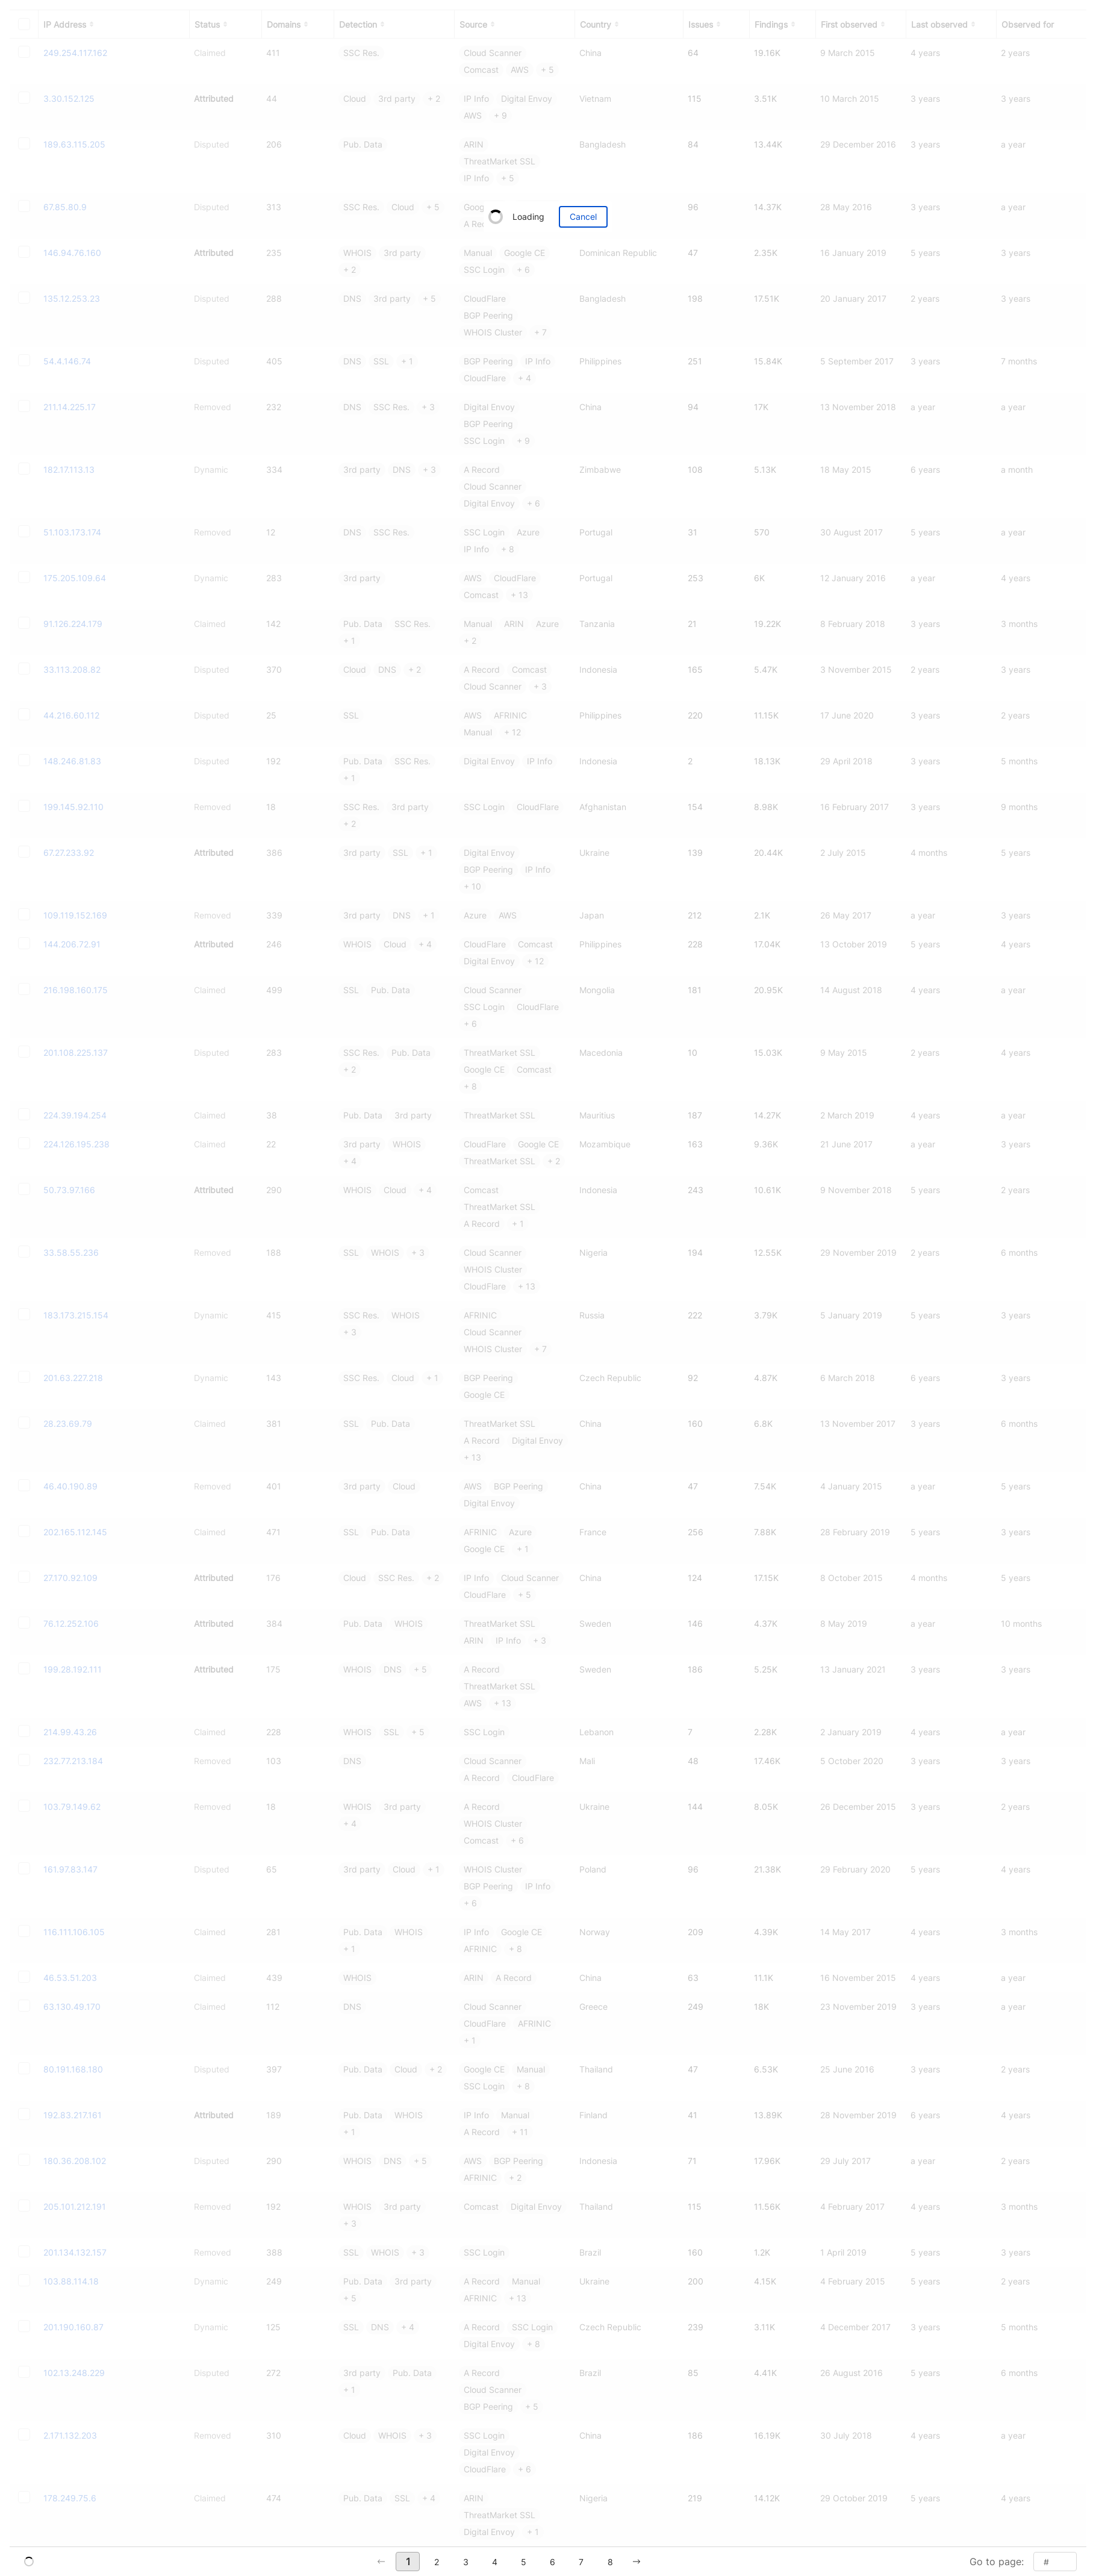 IP Address Status Domains Detection Source Country Issues Findings First observed Last observed Observed for
249.254.117.162 Claimed 411 SSC Res. Cloud Scanner China 64 19.16K 9 March 2015 4 years 2 years
Comcast AWS + 5
3.30.152.125 Attributed 44 Cloud 3rd party + 2 IP Info Digital Envoy Vietnam 115 3.51K 10 March 2015 3 years 3 years
AWS + 9
189.63.115.205 Disputed 206 Pub. Data ARIN Bangladesh 84 13.44K 29 December 2016 3 years a year
ThreatMarket SSL
IP Info + 5
67.85.80.9 Disputed 313 SSC Res. Cloud + 5 96 14.37K 28 May 2016 3 years a year
Loading Cancel
146.94.76.160 Attributed 235 WHOIS 3rd party Manual Google CE Dominican Republic 47 2.35K 16 January 2019 5 years 3 years
+ 2 SSC Login + 6
135.12.253.23 Disputed 288 DNS 3rd party + 5 CloudFlare Bangladesh 198 17.51K 20 January 2017 2 years 3 years
BGP Peering
WHOIS Cluster + 7
54.4.146.74 Disputed 405 DNS SSL + 1 BGP Peering IP Info Philippines 251 15.84K 5 September 2017 3 years 7 months
CloudFlare + 4
211.14.225.17 Removed 232 DNS SSC Res. + 3 Digital Envoy China 94 17K 13 November 2018 a year a year
BGP Peering
SSC Login + 9
182.17.113.13 Dynamic 334 3rd party DNS + 3 A Record Zimbabwe 108 5.13K 18 May 2015 6 years a month
Cloud Scanner
Digital Envoy + 6
51.103.173.174 Removed 12 DNS SSC Res. SSC Login Azure Portugal 31 570 30 August 2017 5 years a year
IP Info + 8
175.205.109.64 Dynamic 283 3rd party AWS CloudFlare Portugal 253 6K 12 January 2016 a year 4 years
Comcast + 13
91.126.224.179 Claimed 142 Pub. Data SSC Res. Manual ARIN Azure Tanzania 21 19.22K 8 February 2018 3 years 3 months
+ 1 + 2
33.113.208.82 Disputed 370 Cloud DNS + 2 A Record Comcast Indonesia 165 5.47K 3 November 2015 2 years 3 years
Cloud Scanner + 3
44.216.60.112 Disputed 25 SSL AWS AFRINIC Philippines 220 11.15K 17 June 2020 3 years 2 years
Manual + 12
148.246.81.83 Disputed 192 Pub. Data SSC Res. Digital Envoy IP Info Indonesia 2 18.13K 29 April 2018 3 years 5 months
+ 1
199.145.92.110 Removed 18 SSC Res. 3rd party SSC Login CloudFlare Afghanistan 154 8.98K 16 February 2017 3 years 9 months
+ 2
67.27.233.92 Attributed 386 3rd party SSL + 1 Digital Envoy Ukraine 139 20.44K 2 July 2015 4 months 5 years
BGP Peering IP Info
+ 10
109.119.152.169 Removed 339 3rd party DNS + 1 Azure AWS Japan 212 2.1K 26 May 2017 a year 3 years
144.206.72.91 Attributed 246 WHOIS Cloud + 4 CloudFlare Comcast Philippines 228 17.04K 13 October 2019 5 years 4 years
Digital Envoy + 12
216.198.160.175 Claimed 499 SSL Pub. Data Cloud Scanner Mongolia 181 20.95K 14 August 2018 4 years a year
SSC Login CloudFlare
+ 6
201.108.225.137 Disputed 283 SSC Res. Pub. Data ThreatMarket SSL Macedonia 10 15.03K 9 May 2015 2 years 4 years
+ 2 Google CE Comcast
+ 8
224.39.194.254 Claimed 38 Pub. Data 3rd party ThreatMarket SSL Mauritius 187 14.27K 2 March 2019 4 years a year
224.126.195.238 Claimed 22 3rd party WHOIS CloudFlare Google CE Mozambique 163 9.36K 21 June 2017 a year 3 years
+ 4 ThreatMarket SSL + 2
50.73.97.166 Attributed 290 WHOIS Cloud + 4 Comcast Indonesia 243 10.61K 9 November 2018 5 years 2 years
ThreatMarket SSL
A Record + 1
33.58.55.236 Removed 188 SSL WHOIS + 3 Cloud Scanner Nigeria 194 12.55K 29 November 2019 2 years 6 months
WHOIS Cluster
CloudFlare + 13
183.173.215.154 Dynamic 415 SSC Res. WHOIS AFRINIC Russia 222 3.79K 5 January 2019 5 years 3 years
+ 3 Cloud Scanner
WHOIS Cluster + 7
201.63.227.218 Dynamic 143 SSC Res. Cloud + 1 BGP Peering Czech Republic 92 4.87K 6 March 2018 6 years 3 years
Google CE
28.23.69.79 Claimed 381 SSL Pub. Data ThreatMarket SSL China 160 6.8K 13 November 2017 3 years 6 months
A Record Digital Envoy
+ 13
46.40.190.89 Removed 401 3rd party Cloud AWS BGP Peering China 47 7.54K 4 January 2015 a year 5 years
Digital Envoy
202.165.112.145 Claimed 471 SSL Pub. Data AFRINIC Azure France 256 7.88K 28 February 2019 5 years 3 years
Google CE + 1
27.170.92.109 Attributed 176 Cloud SSC Res. + 2 IP Info Cloud Scanner China 124 17.15K 8 October 2015 4 months 5 years
CloudFlare + 5
76.12.252.106 Attributed 384 Pub. Data WHOIS ThreatMarket SSL Sweden 146 4.37K 8 May 2019 a year 10 months
ARIN IP Info + 3
199.28.192.111 Attributed 175 WHOIS DNS + 5 A Record Sweden 186 5.25K 13 January 2021 3 years 3 years
ThreatMarket SSL
AWS + 13
214.99.43.26 Claimed 228 WHOIS SSL + 5 SSC Login Lebanon 7 2.28K 2 January 2019 4 years a year
232.77.213.184 Removed 103 DNS Cloud Scanner Mali 48 17.46K 5 October 2020 3 years 3 years
A Record CloudFlare
103.79.149.62 Removed 18 WHOIS 3rd party A Record Ukraine 144 8.05K 26 December 2015 3 years 2 years
+ 4 WHOIS Cluster
Comcast + 6
161.97.83.147 Disputed 65 3rd party Cloud + 1 WHOIS Cluster Poland 96 21.38K 29 February 2020 5 years 4 years
BGP Peering IP Info
+ 6
116.111.106.105 Claimed 281 Pub. Data WHOIS IP Info Google CE Norway 209 4.39K 14 May 2017 4 years 3 months
+ 1 AFRINIC + 8
46.53.51.203 Claimed 439 WHOIS ARIN A Record China 63 11.1K 16 November 2015 4 years a year
63.130.49.170 Claimed 112 DNS Cloud Scanner Greece 249 18K 23 November 2019 3 years a year
CloudFlare AFRINIC
+ 1
80.191.168.180 Disputed 397 Pub. Data Cloud + 2 Google CE Manual Thailand 47 6.53K 25 June 2016 3 years 2 years
SSC Login + 8
192.83.217.161 Attributed 189 Pub. Data WHOIS IP Info Manual Finland 41 13.89K 28 November 2019 6 years 4 years
+ 1 A Record + 11
180.36.208.102 Disputed 290 WHOIS DNS + 5 AWS BGP Peering Indonesia 71 17.96K 29 July 2017 a year 2 years
AFRINIC + 2
205.101.212.191 Removed 192 WHOIS 3rd party Comcast Digital Envoy Thailand 115 11.56K 4 February 2017 4 years 3 months
+ 3
201.134.132.157 Removed 388 SSL WHOIS + 3 SSC Login Brazil 160 1.2K 1 April 2019 5 years 3 years
103.88.114.18 Dynamic 249 Pub. Data 3rd party A Record Manual Ukraine 200 4.15K 4 February 2015 5 years 2 years
+ 5 AFRINIC + 13
201.190.160.87 Dynamic 125 SSL DNS + 4 A Record SSC Login Czech Republic 239 3.11K 4 December 2017 3 years 5 months
Digital Envoy + 8
102.13.248.229 Disputed 272 3rd party Pub. Data A Record Brazil 85 4.41K 26 August 2016 5 years 6 months
+ 1 Cloud Scanner
BGP Peering + 5
2.171.132.203 Removed 310 Cloud WHOIS + 3 SSC Login China 186 16.19K 30 July 2018 4 years a year
Digital Envoy
CloudFlare + 6
178.249.75.6 Claimed 474 Pub. Data SSL + 4 ARIN Nigeria 219 14.12K 29 October 2019 5 years 4 years
ThreatMarket SSL
Digital Envoy + 1
← 1 2 3 4 5 6 7 8 → Go to page: #